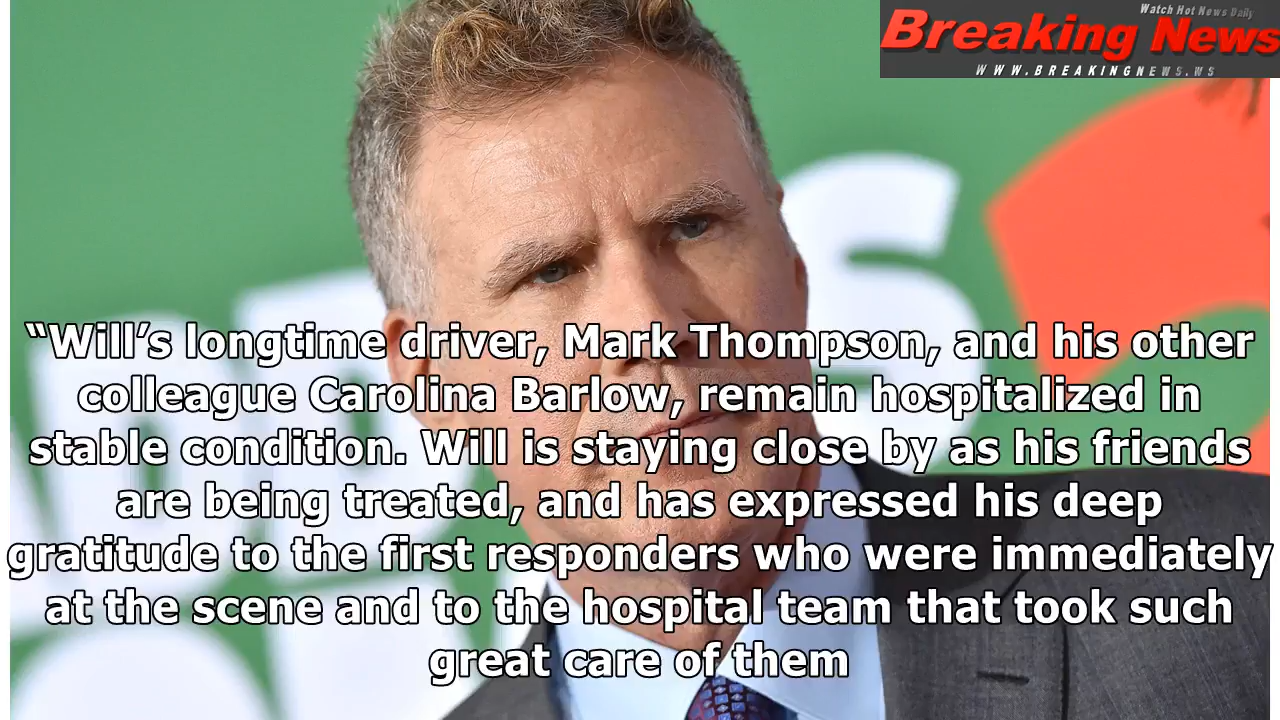 Watch Hot News Daily
Breaking News
WWW.BREAKINGNEWS.WS
“Will’s longtime driver, Mark Thompson, and his other
colleague Carolina Barlow, remain hospitalized in
stable condition. Will is staying close by as his friends
are being treated, and has expressed his deep
gratitude to the first responders who were immediately
at the scene and to the hospital team that took such
great care of them